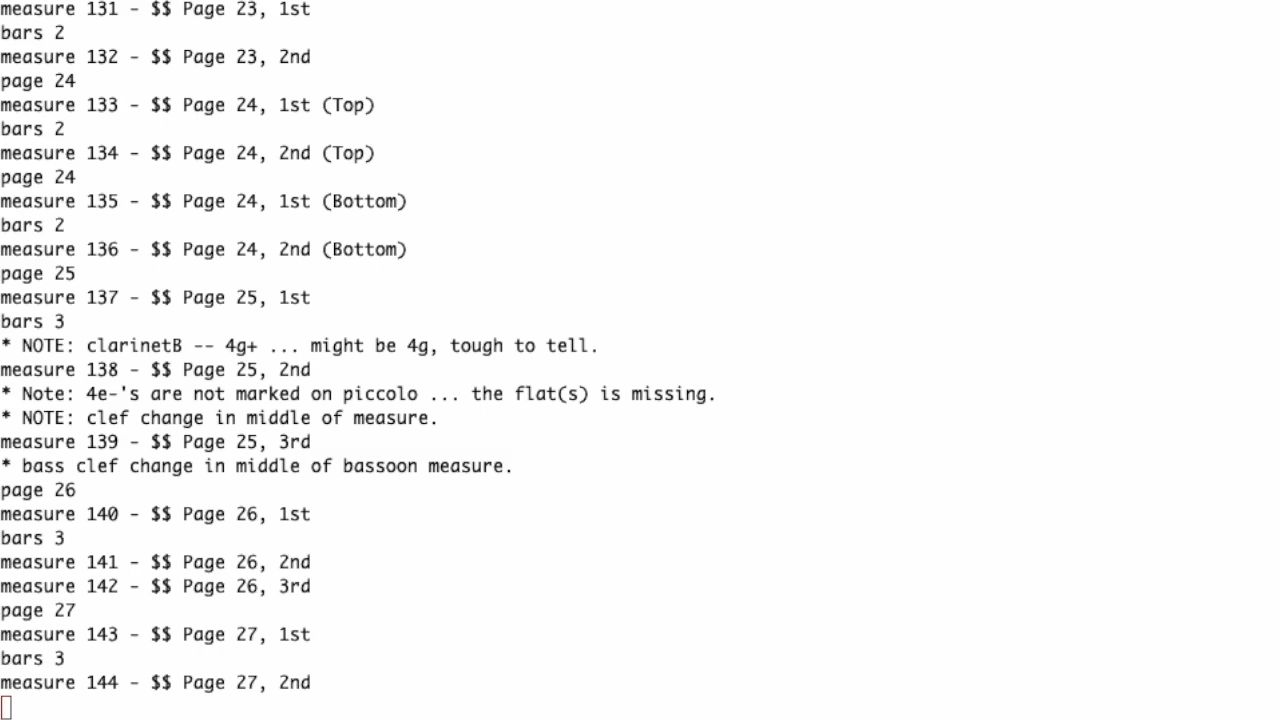 measure 131 - $$ Page 23, 1st
bars 2
measure 132 - $$ Page 23, 2nd
page 24
measure 133 - $$ Page 24, 1st (Top)
bars 2
measure 134 - $$ Page 24, 2nd (Top)
page 24
measure 135 - $$ Page 24, 1st (Bottom)
bars 2
measure 136 - $$ Page 24, 2nd (Bottom)
page 25
measure 137 - $$ Page 25, 1st
bars 3
* NOTE: clarinetB -- 4g+ ... might be 4g, tough to tell.
measure 138 - $$ Page 25, 2nd
* Note: 4e-'s are not marked on piccolo ... the flat(s) is missing.
* NOTE: clef change in middle of measure.
measure 139 - $$ Page 25, 3rd
* bass clef change in middle of bassoon measure.
page 26
measure 140 - $$ Page 26, 1st
bars 3
measure 141 - $$ Page 26, 2nd
measure 142 - $$ Page 26, 3rd
page 27
measure 143 - $$ Page 27, 1st
bars 3
measure 144 - $$ Page 27, 2nd